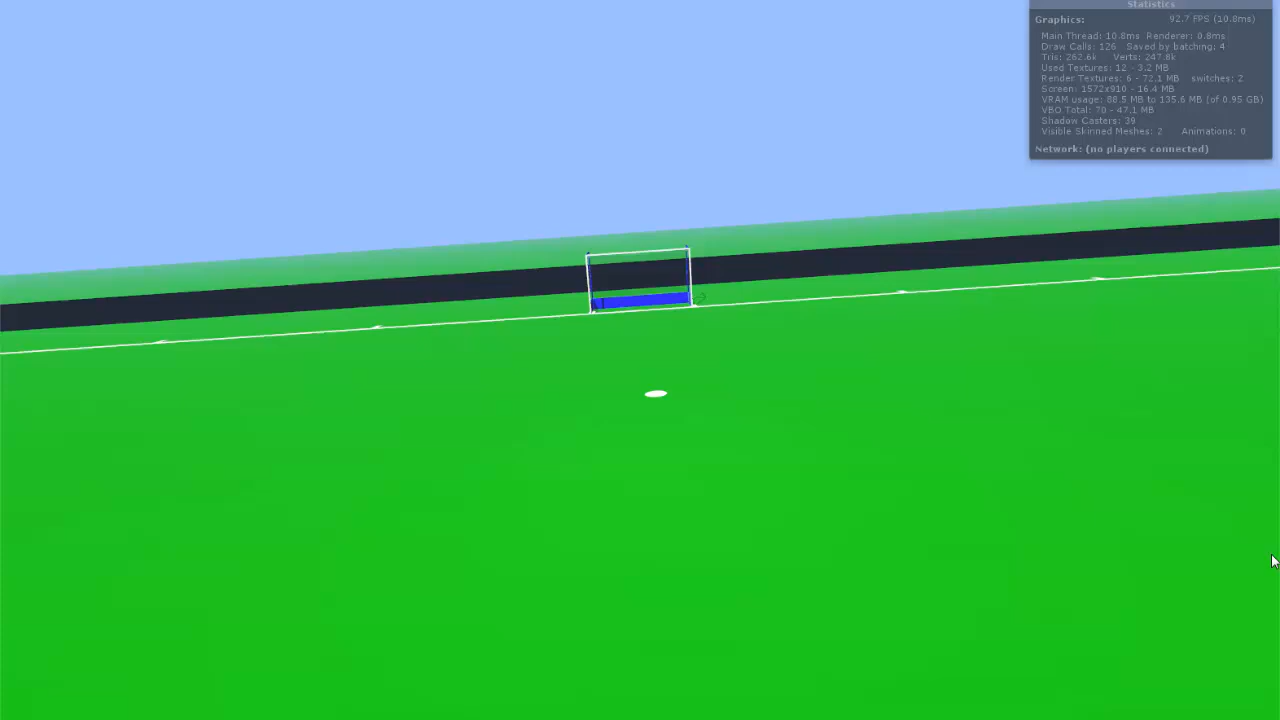 Statistics
Graphics: 92.7 FPS (10.8ms)
Main Thread: 10.8ms Renderer: 0.8ms
Draw Calls: 126 Saved by batching: 4
Tris: 262.6k Verts: 247.8k
Used Textures: 12 - 3.2 MB
Render Textures: 6 - 72.1 MB switches: 2
Screen: 1572x910 - 16.4 MB
VRAM usage: 88.5 MB to 135.6 MB (of 0.95 GB)
VBO Total: 70 - 47.1 MB
Shadow Casters: 39
Visible Skinned Meshes: 2 Animations: 0
Network: (no players connected)